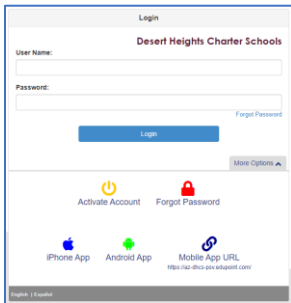 Login
Desert Heights Charter Schools
User Name:
Password:
Forgot Password
Login
More Options
Activate Account
Forgot Password
iPhone App
Android App
Mobile App URL
https://az-dhcs-psv.edupoint.com/
English | Español